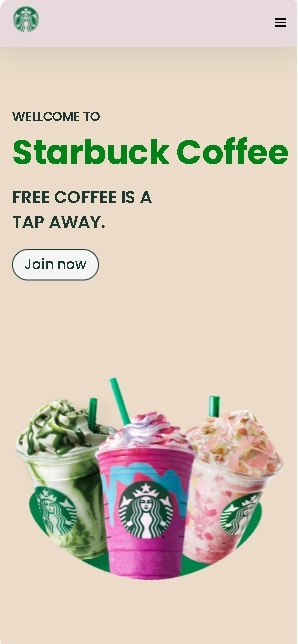 WELLCOME TO
Starbuck Coffee
FREE COFFEE IS A
TAP AWAY.
Join now